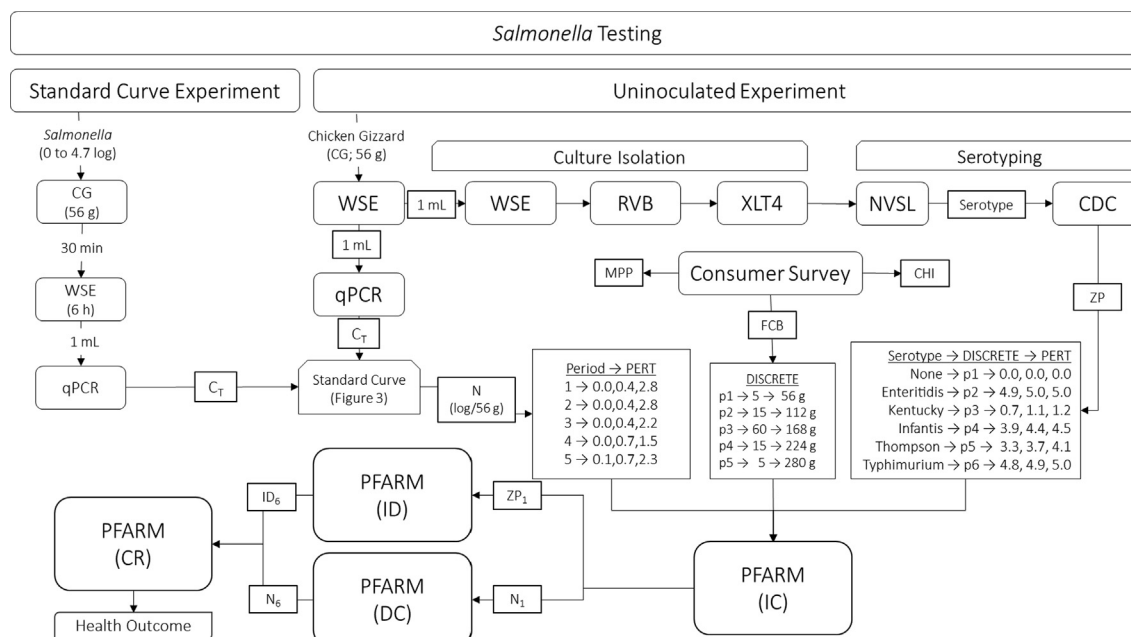 Salmonella Testing
Standard Curve Experiment
Uninoculated Experiment
Salmonella
(0 to 4.7 log)
CG
(56 g)
30 min
WSE
(6 h)
1 mL
qPCR
C_T
Chicken Gizzard
(CG; 56 g)
WSE
1 mL
qPCR
C_T
Standard Curve
(Figure 3)
N
(log/56 g)
Culture Isolation
1 mL
WSE
RVB
XLT4
Serotyping
NVSL
Serotype
CDC
ZP
Consumer Survey
MPP
CHI
FCB
Period → PERT
1 → 0.0,0.4,2.8
2 → 0.0,0.4,2.8
3 → 0.0,0.4,2.2
4 → 0.0,0.7,1.5
5 → 0.1,0.7,2.3
DISCRETE
p1 → 5 → 56 g
p2 → 15 → 112 g
p3 → 60 → 168 g
p4 → 15 → 224 g
p5 → 5 → 280 g
Serotype → DISCRETE → PERT
None → p1 → 0.0, 0.0, 0.0
Enteritidis → p2 → 4.9, 5.0, 5.0
Kentucky → p3 → 0.7, 1.1, 1.2
Infantis → p4 → 3.9, 4.4, 4.5
Thompson → p5 → 3.3, 3.7, 4.1
Typhimurium → p6 → 4.8, 4.9, 5.0
PFARM
(IC)
ZP₁
N₁
PFARM
(ID)
PFARM
(DC)
ID₆
N₆
PFARM
(CR)
Health Outcome